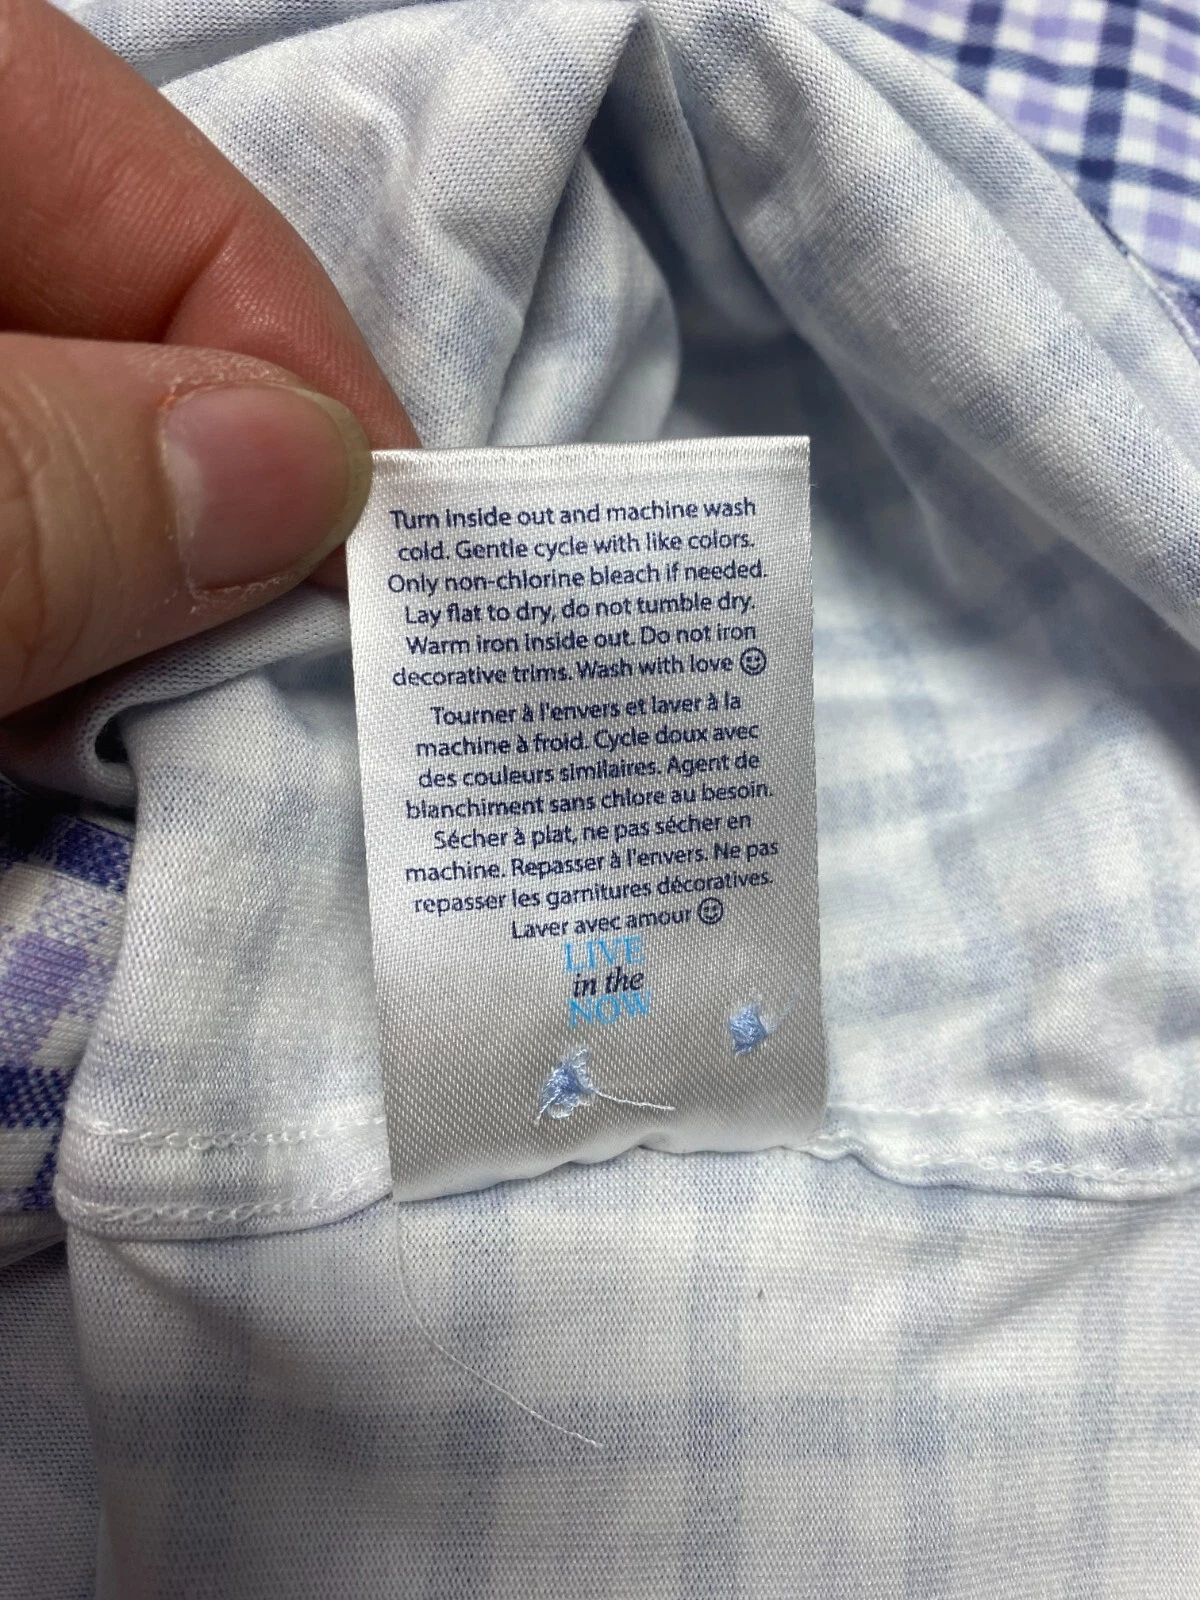 Turn inside out and machine wash
cold. Gentle cycle with like colors.
Only non-chlorine bleach if needed.
Lay flat to dry, do not tumble dry.
Warm iron inside out. Do not iron
decorative trims. Wash with love ☺
Tourner à l'envers et laver à la
machine à froid. Cycle doux avec
des couleurs similaires. Agent de
blanchiment sans chlore au besoin.
Sécher à plat, ne pas sécher en
machine. Repasser à l'envers. Ne pas
repasser les garnitures décoratives.
Laver avec amour ☺
LIVE
in the
NOW